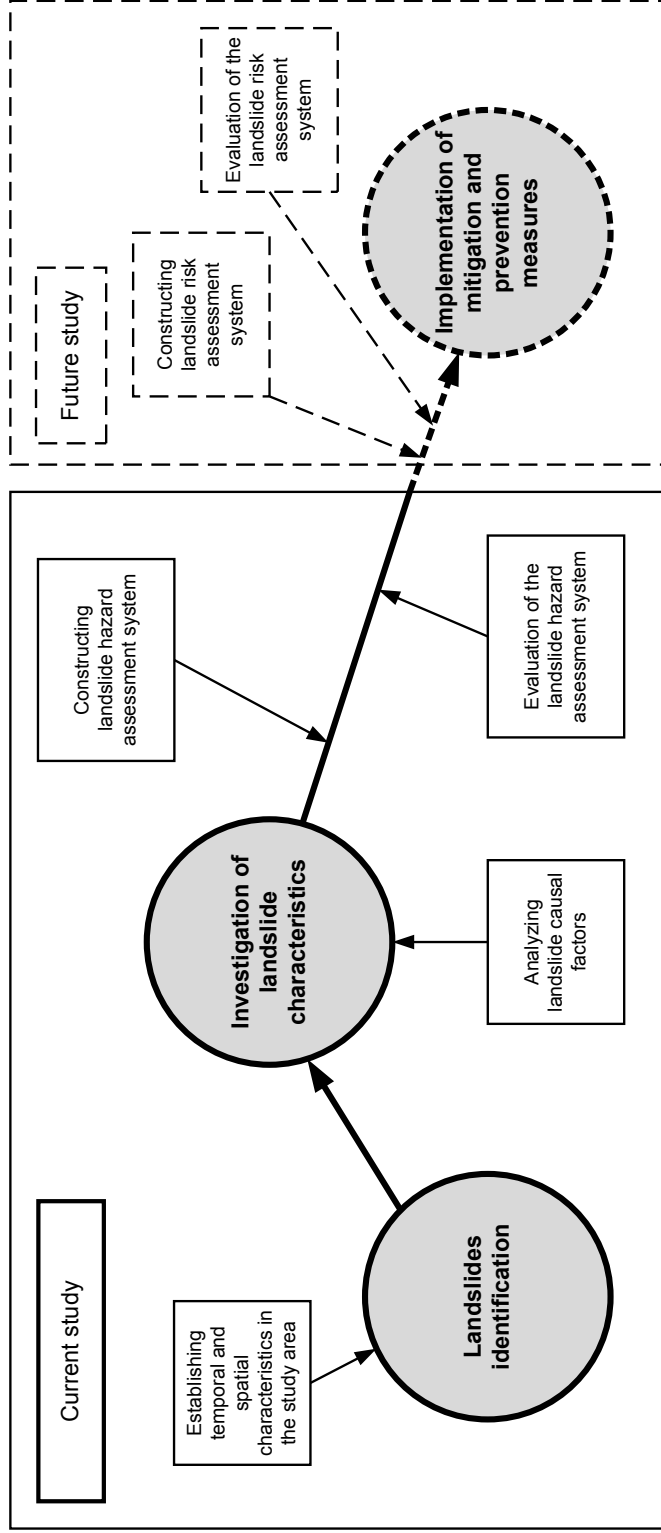 Current study
Establishing
temporal and
spatial
characteristics in
the study area
Landslides
identification
Investigation of
landslide
characteristics
Analyzing
landslide causal
factors
Constructing
landslide hazard
assessment system
Evaluation of the
landslide hazard
assessment system
Future study
Constructing
landslide risk
assessment
system
Evaluation of the
landslide risk
assessment
system
Implementation of
mitigation and
prevention
measures